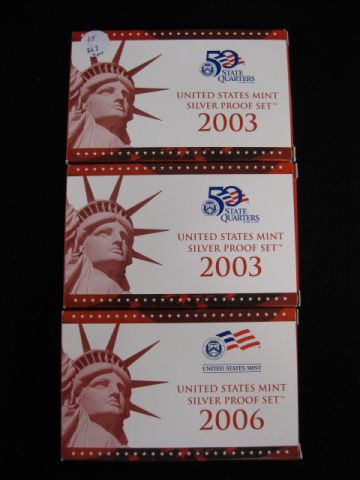 50
STATE
QUARTERS
UNITED STATES MINT
SILVER PROOF SET™
2003
50
STATE
QUARTERS
UNITED STATES MINT
SILVER PROOF SET™
2003
UNITED STATES MINT
UNITED STATES MINT
SILVER PROOF SET™
2006